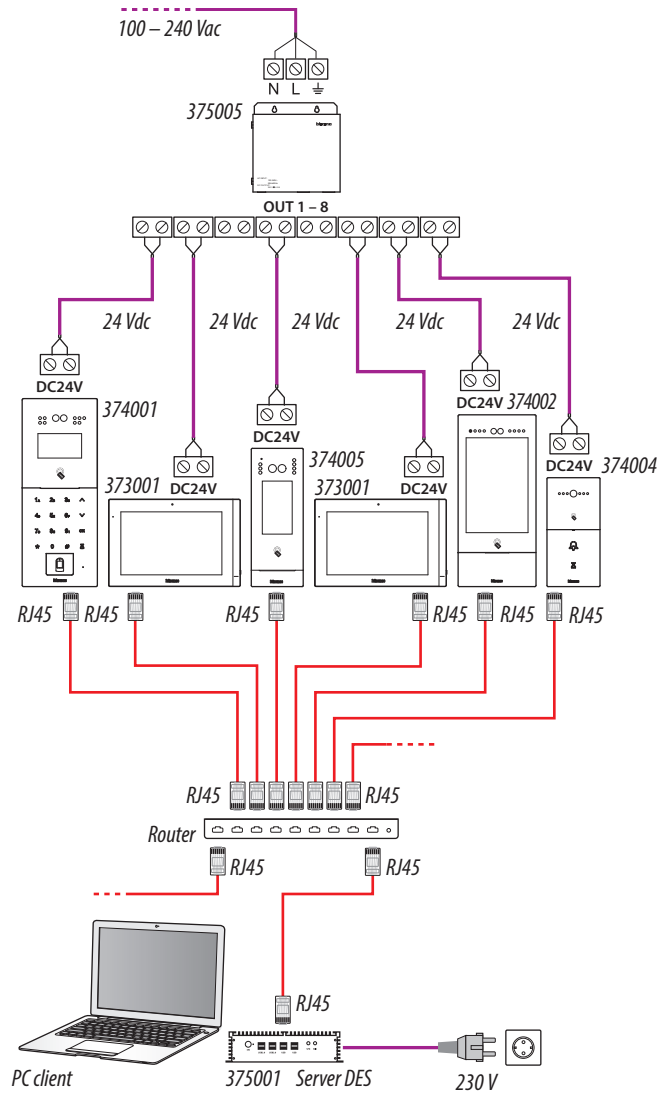 100 – 240 Vac
N L
375005
OUT 1 – 8
24 Vdc 24 Vdc 24 Vdc 24 Vdc 24 Vdc
DC24V
374001
DC24V 374002
DC24V
374005
DC24V 374004
373001 DC24V
373001 DC24V
RJ45 RJ45 RJ45 RJ45 RJ45 RJ45
RJ45 RJ45
Router
RJ45 RJ45
RJ45
PC client
375001 Server DES
230 V